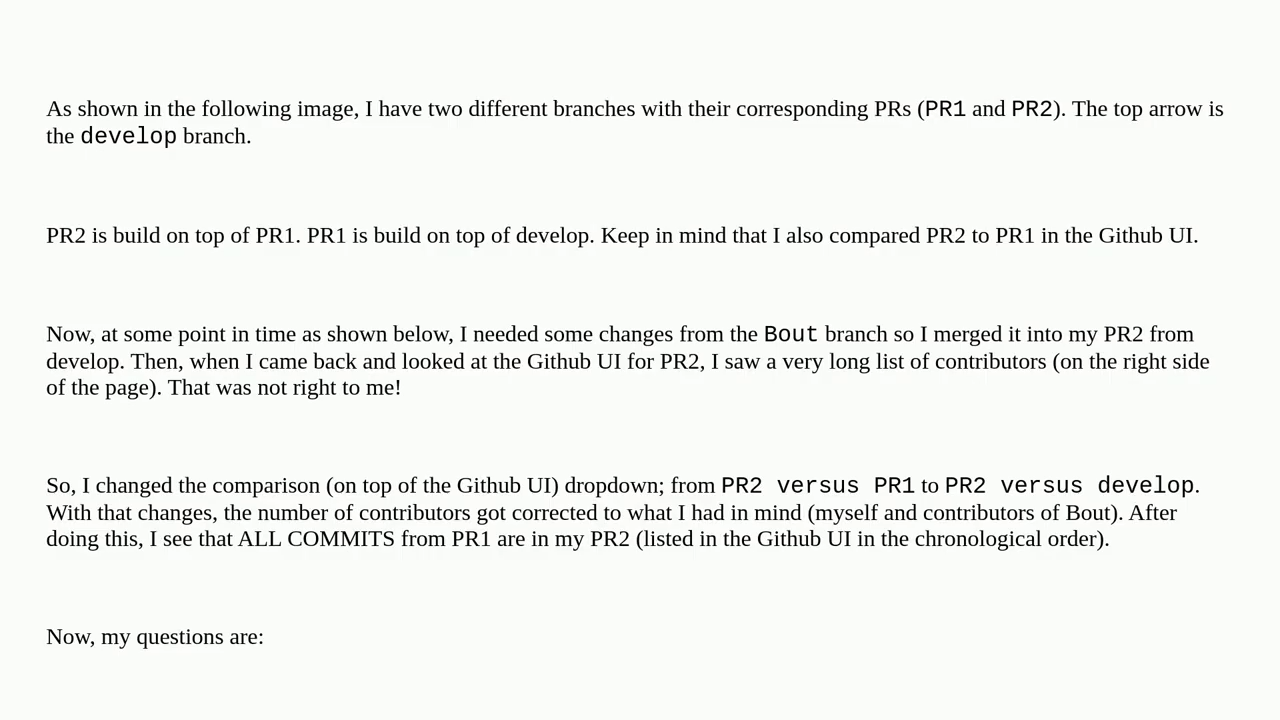 As shown in the following image, I have two different branches with their corresponding PRs (PR1 and PR2). The top arrow is
the develop branch.
PR2 is build on top of PR1. PR1 is build on top of develop. Keep in mind that I also compared PR2 to PR1 in the Github UI.
Now, at some point in time as shown below, I needed some changes from the Bout branch so I merged it into my PR2 from
develop. Then, when I came back and looked at the Github UI for PR2, I saw a very long list of contributors (on the right side
of the page). That was not right to me!
So, I changed the comparison (on top of the Github UI) dropdown; from PR2 versus PR1 to PR2 versus develop.
With that changes, the number of contributors got corrected to what I had in mind (myself and contributors of Bout). After
doing this, I see that ALL COMMITS from PR1 are in my PR2 (listed in the Github UI in the chronological order).
Now, my questions are: